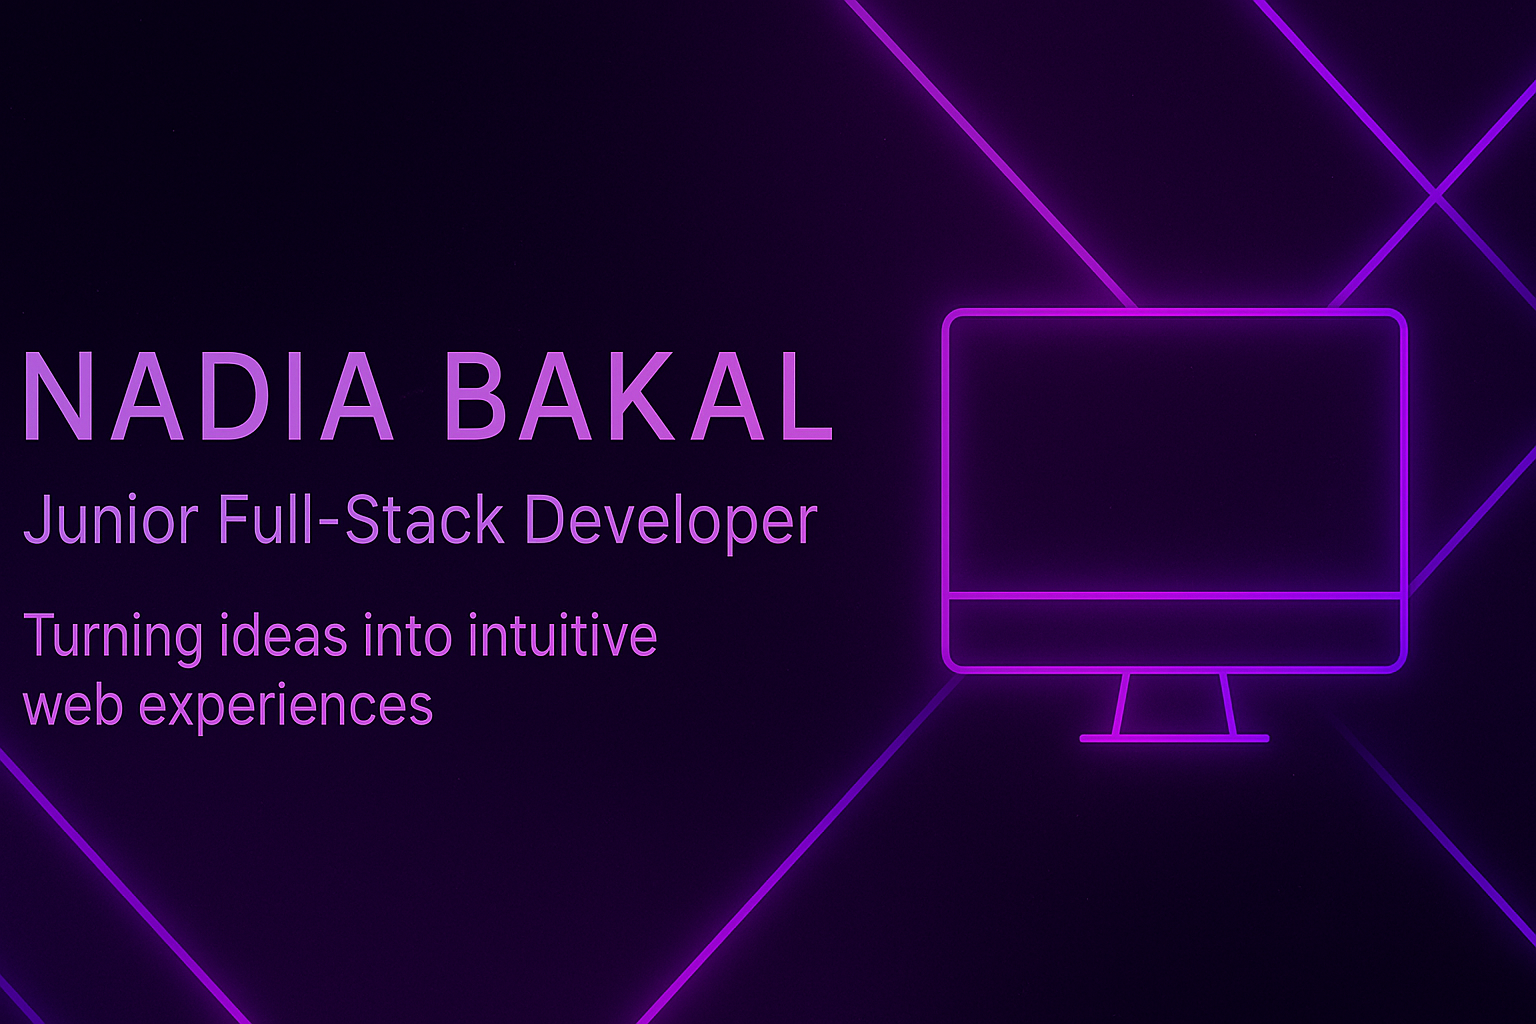 NADIA BAKAL
Junior Full-Stack Developer
Turning ideas into intuitive
web experiences